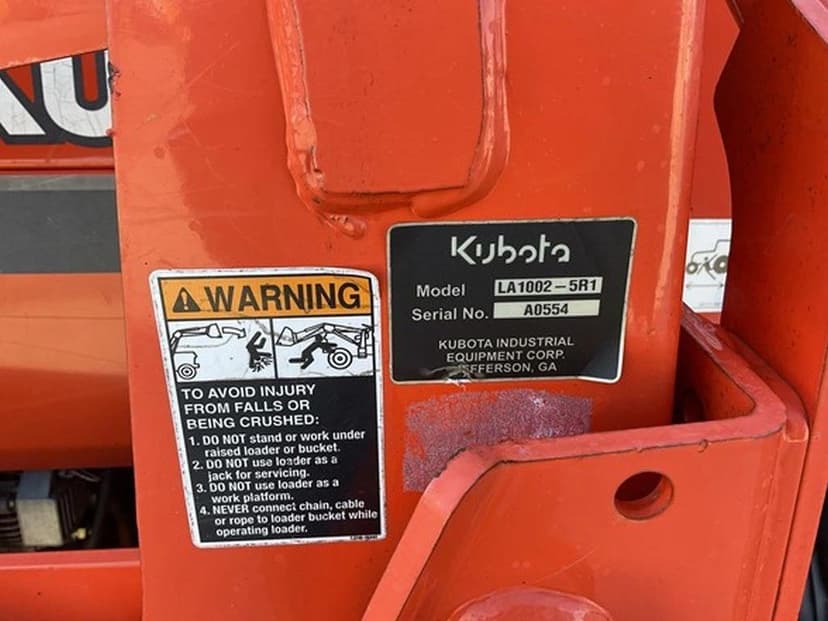 KU
WARNING
TO AVOID INJURY
FROM FALLS OR
BEING CRUSHED:
1. DO NOT stand or work under
raised loader or bucket.
2. DO NOT use loader as a
jack for servicing.
3. DO NOT use loader as a
work platform.
4. NEVER connect chain, cable
or rope to loader bucket while
operating loader.
Kubota
Model LA1002-5R1
Serial No. A0554
KUBOTA INDUSTRIAL
EQUIPMENT CORP.
JEFFERSON, GA